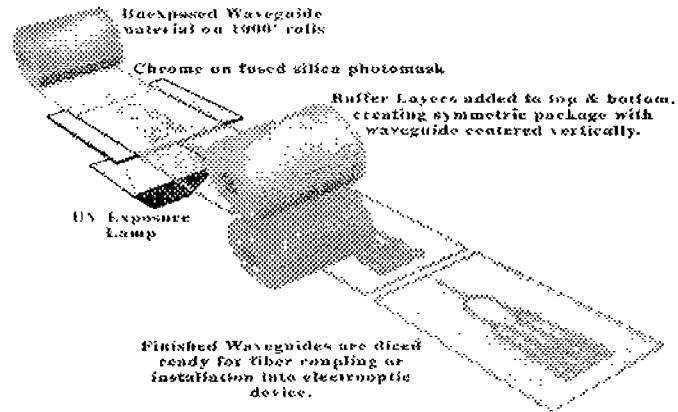 Unexposed Waveguide
material on 1000' rolls
Chrome on fused silica photomask
Buffer Layers added to top & bottom,
creating symmetric package with
waveguide centered vertically.
UV Exposure
Lamp
Finished Waveguides are diced
ready for fiber coupling or
installation into electrooptic
device.